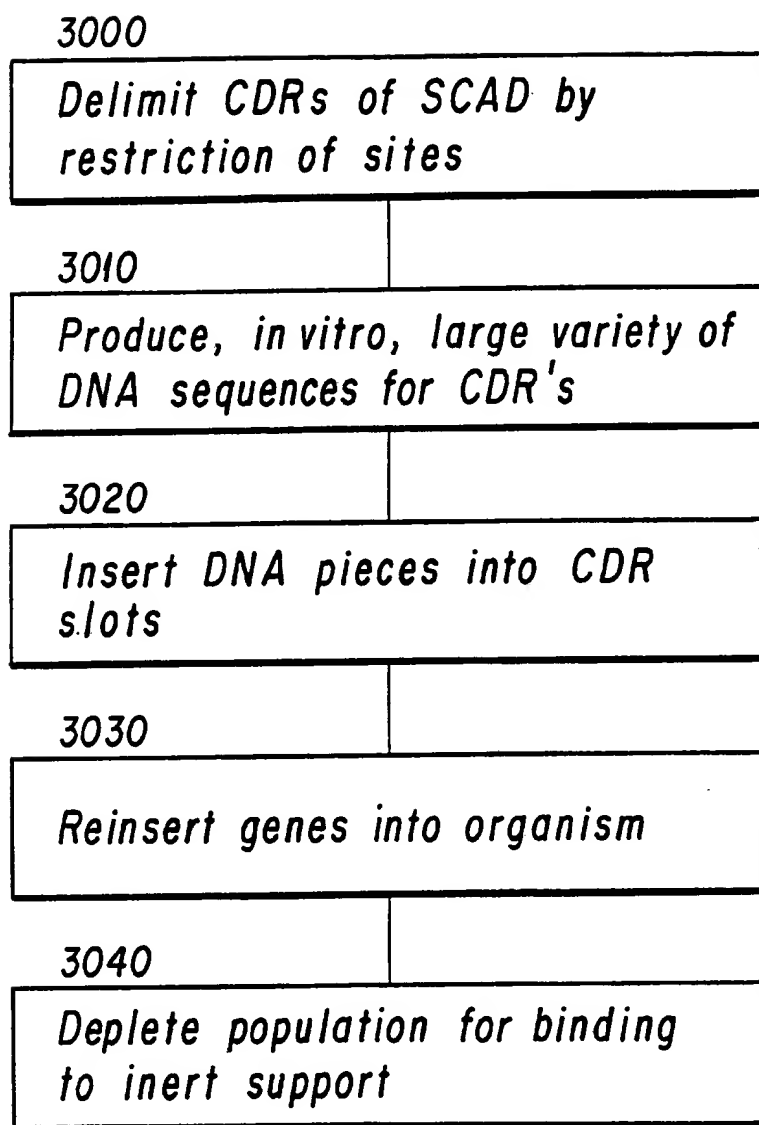 3000
Delimit CDRs of SCAD by
restriction of sites
3010
Produce, in vitro, large variety of
DNA sequences for CDR's
3020
Insert DNA pieces into CDR
slots
3030
Reinsert genes into organism
3040
Deplete population for binding
to inert support